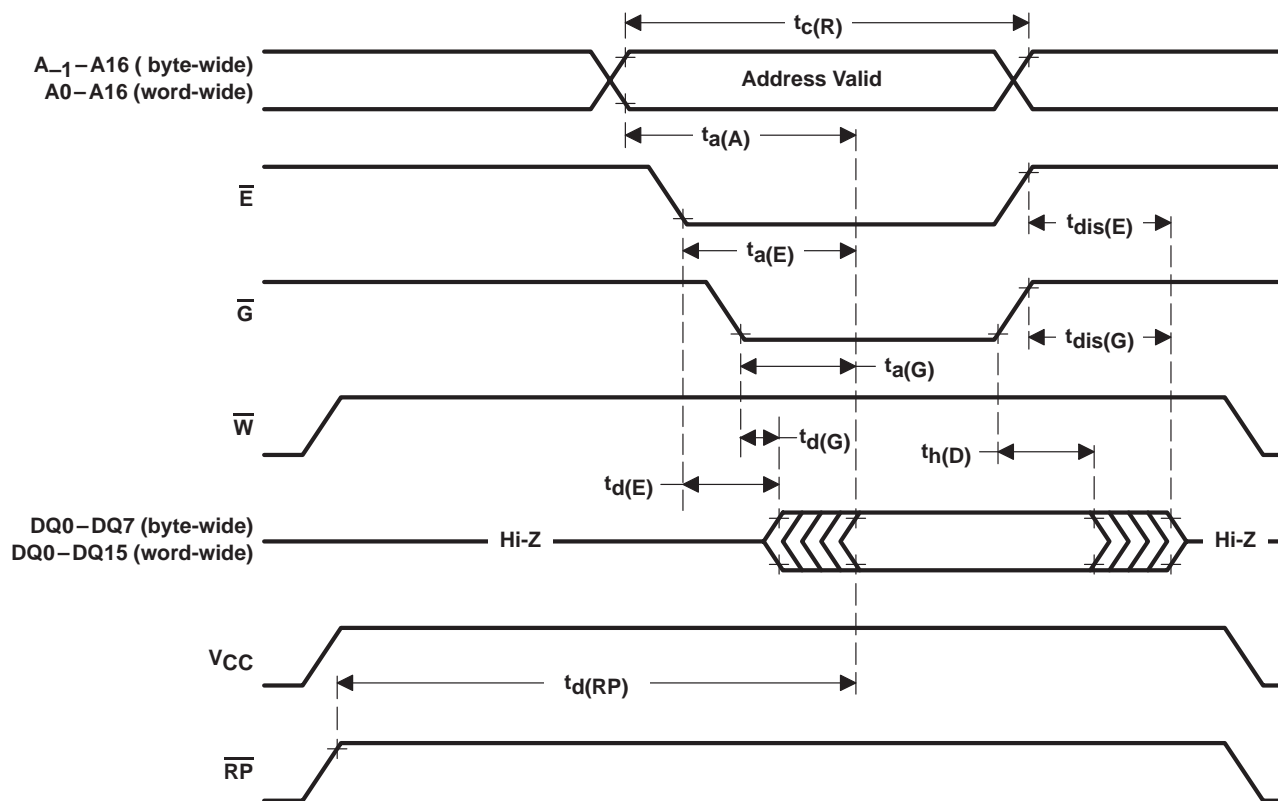 tc(R)
A–1–A16 ( byte-wide)
A0–A16 (word-wide)
Address Valid
ta(A)
E̅
tdis(E)
ta(E)
G̅
tdis(G)
ta(G)
W̅
td(G)
th(D)
td(E)
DQ0–DQ7 (byte-wide)
DQ0–DQ15 (word-wide)
Hi-Z
Hi-Z
VCC
td(RP)
R̅P̅